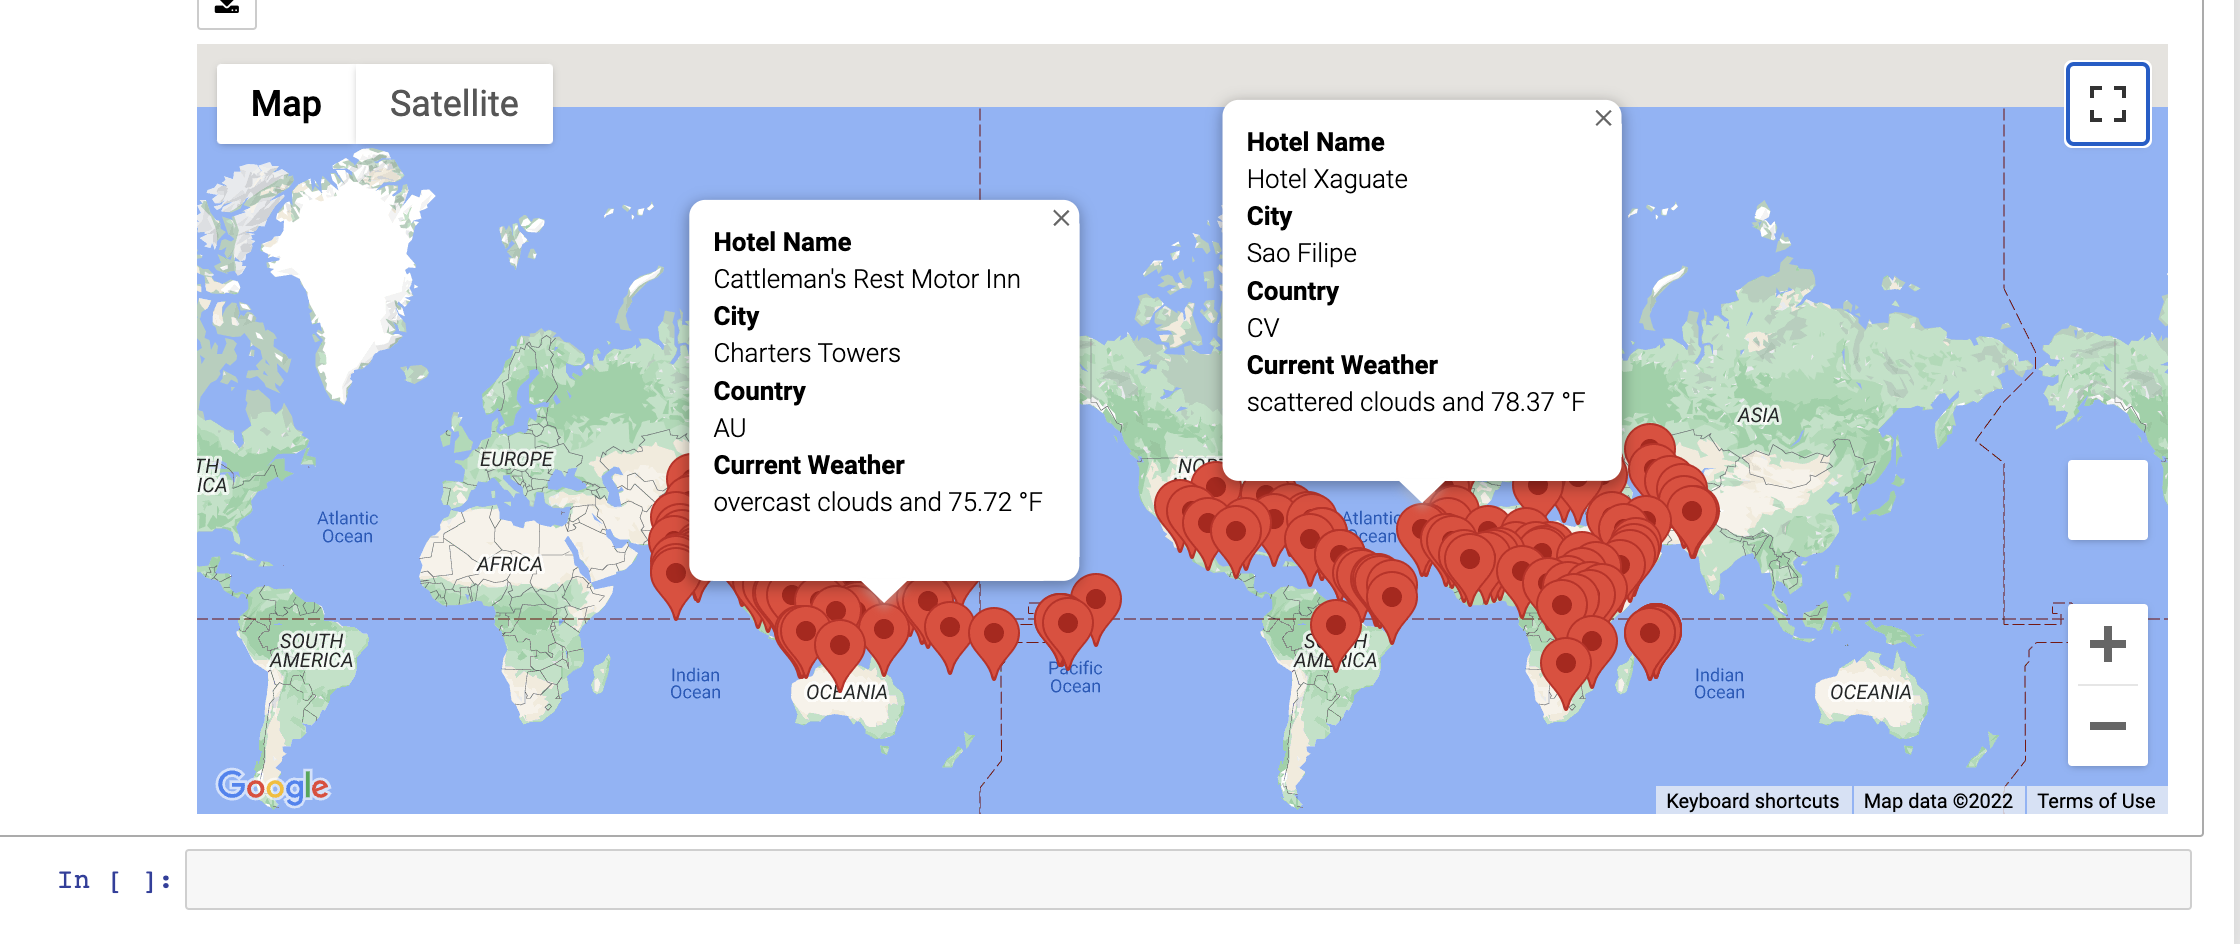 Map
Satellite
Hotel Name
Cattleman's Rest Motor Inn
City
Charters Towers
Country
AU
Current Weather
overcast clouds and 75.72 °F
Hotel Name
Hotel Xaguate
City
Sao Filipe
Country
CV
Current Weather
scattered clouds and 78.37 °F
ASIA
EUROPE
TH
ICA
Atlantic
Ocean
AFRICA
Atlantic
Ocean
SOUTH
AMERICA
Indian
Ocean
OCEANIA
Pacific
Ocean
SOUTH
AMERICA
Indian
Ocean
OCEANIA
Google
Keyboard shortcuts
Map data ©2022
Terms of Use
In [ ]: